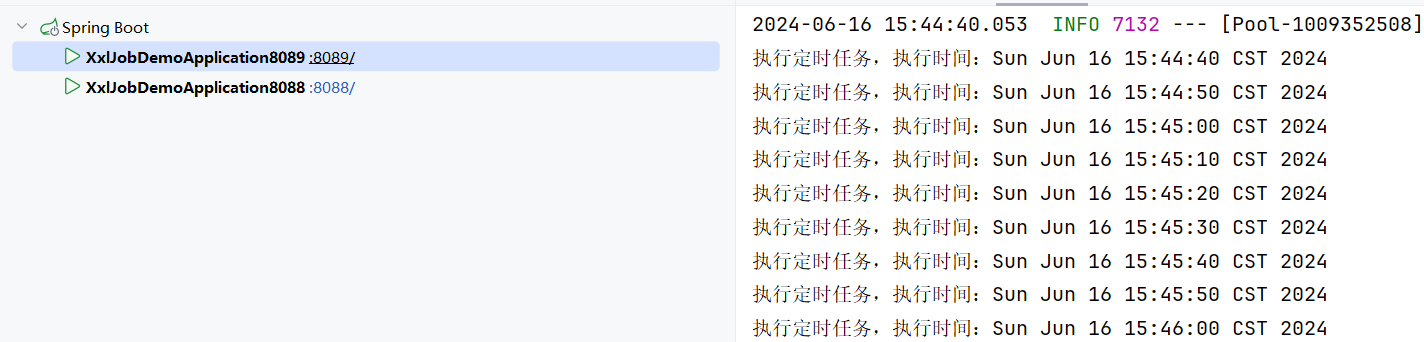 Spring Boot
XxlJobDemoApplication8089 :8089/
XxlJobDemoApplication8088 :8088/
2024-06-16 15:44:40.053  INFO 7132 --- [Pool-1009352508]
执行定时任务，执行时间：Sun Jun 16 15:44:40 CST 2024
执行定时任务，执行时间：Sun Jun 16 15:44:50 CST 2024
执行定时任务，执行时间：Sun Jun 16 15:45:00 CST 2024
执行定时任务，执行时间：Sun Jun 16 15:45:10 CST 2024
执行定时任务，执行时间：Sun Jun 16 15:45:20 CST 2024
执行定时任务，执行时间：Sun Jun 16 15:45:30 CST 2024
执行定时任务，执行时间：Sun Jun 16 15:45:40 CST 2024
执行定时任务，执行时间：Sun Jun 16 15:45:50 CST 2024
执行定时任务，执行时间：Sun Jun 16 15:46:00 CST 2024